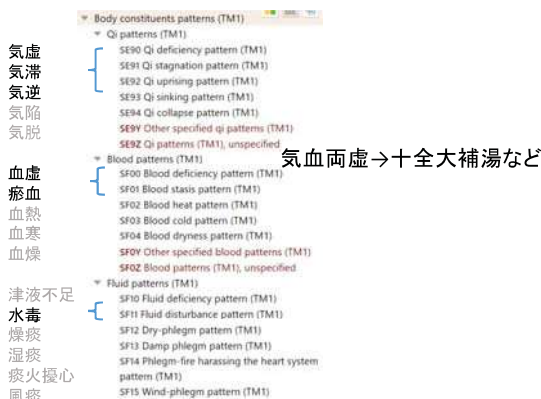 Body constituents patterns (TM1)
Qi patterns (TM1)
気虚
SE90 Qi deficiency pattern (TM1)
気滞
SE91 Qi stagnation pattern (TM1)
気逆
SE92 Qi uprising pattern (TM1)
気陥
SE93 Qi sinking pattern (TM1)
気脱
SE94 Qi collapse pattern (TM1)
SE9Y Other specified qi patterns (TM1)
SE9Z Qi patterns (TM1), unspecified
気血両虚→十全大補湯など
Blood patterns (TM1)
血虚
SF00 Blood deficiency pattern (TM1)
瘀血
SF01 Blood stasis pattern (TM1)
血熱
SF02 Blood heat pattern (TM1)
血寒
SF03 Blood cold pattern (TM1)
血燥
SF04 Blood dryness pattern (TM1)
SF0Y Other specified blood patterns (TM1)
SF0Z Blood patterns (TM1), unspecified
Fluid patterns (TM1)
津液不足
SF10 Fluid deficiency pattern (TM1)
水毒
SF11 Fluid disturbance pattern (TM1)
燥痰
SF12 Dry-phlegm pattern (TM1)
湿痰
SF13 Damp phlegm pattern (TM1)
痰火擾心
SF14 Phlegm-fire harassing the heart system
pattern (TM1)
風痰
SF15 Wind-phlegm pattern (TM1)